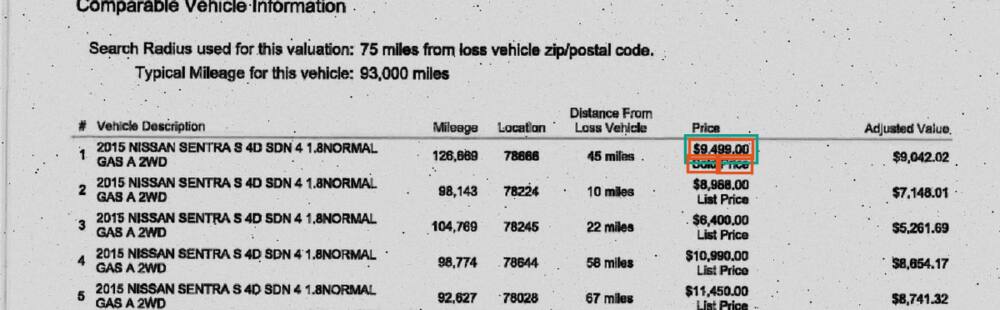 Comparable Vehicle Information
Search Radius used for this valuation: 75 miles from loss vehicle zip/postal code.
Typical Mileage for this vehicle: 93,000 miles
# Vehicle Description Mileage Location Distance From Loss Vehicle Price Adjusted Value
1 2015 NISSAN SENTRA S 4D SDN 4 1.8NORMAL GAS A 2WD 126,669 78666 45 miles $9,499.00 Sold Price $9,042.02
2 2015 NISSAN SENTRA S 4D SDN 4 1.8NORMAL GAS A 2WD 98,143 78224 10 miles $8,988.00 List Price $7,148.01
3 2015 NISSAN SENTRA S 4D SDN 4 1.8NORMAL GAS A 2WD 104,769 78245 22 miles $6,400.00 List Price $5,261.69
4 2015 NISSAN SENTRA S 4D SDN 4 1.8NORMAL GAS A 2WD 98,774 78644 58 miles $10,990.00 List Price $8,654.17
5 2015 NISSAN SENTRA S 4D SDN 4 1.8NORMAL GAS A 2WD 92,627 78028 67 miles $11,450.00 List Price $8,741.32